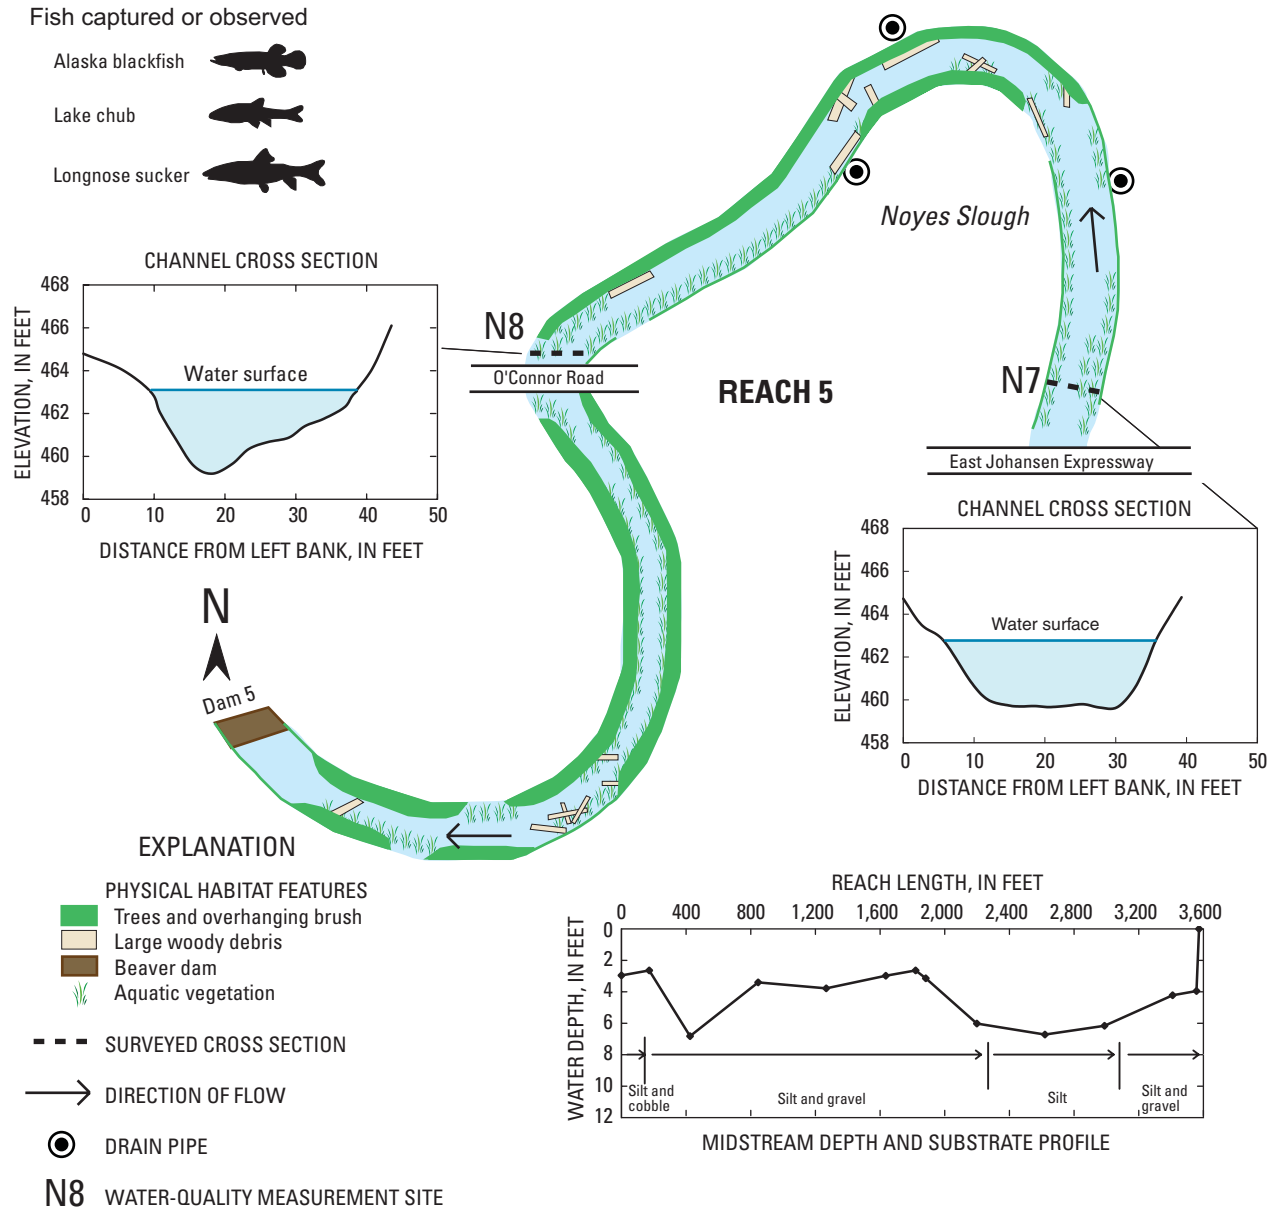 Fish captured or observed
Alaska blackfish
Lake chub
Longnose sucker
Noyes Slough
CHANNEL CROSS SECTION
468
466
464
462
460
458
ELEVATION, IN FEET
Water surface
0 10 20 30 40 50
DISTANCE FROM LEFT BANK, IN FEET
N8
O'Connor Road
REACH 5
N7
East Johansen Expressway
CHANNEL CROSS SECTION
468
466
464
462
460
458
ELEVATION, IN FEET
Water surface
0 10 20 30 40 50
DISTANCE FROM LEFT BANK, IN FEET
N
Dam 5
EXPLANATION
PHYSICAL HABITAT FEATURES
Trees and overhanging brush
Large woody debris
Beaver dam
Aquatic vegetation
SURVEYED CROSS SECTION
DIRECTION OF FLOW
DRAIN PIPE
N8 WATER-QUALITY MEASUREMENT SITE
REACH LENGTH, IN FEET
0 400 800 1,200 1,600 2,000 2,400 2,800 3,200 3,600
WATER DEPTH, IN FEET
0
2
4
6
8
10
12
Silt and
cobble
Silt and gravel
Silt
Silt and
gravel
MIDSTREAM DEPTH AND SUBSTRATE PROFILE